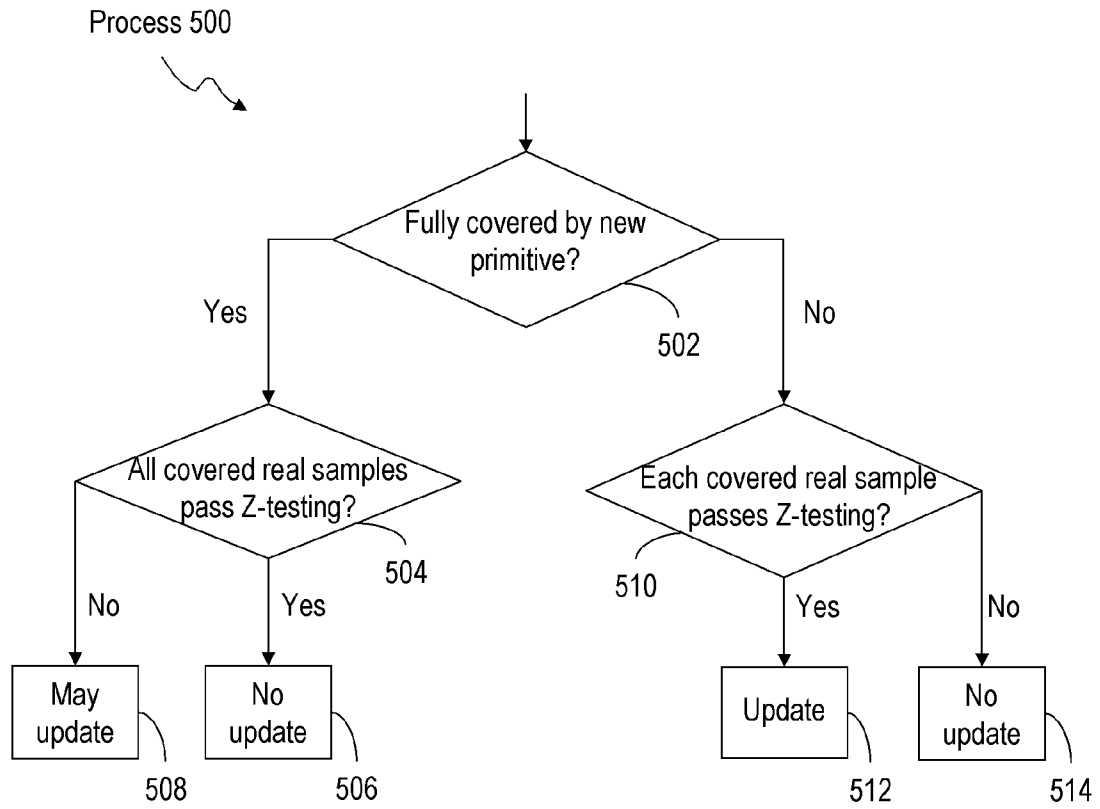 Process 500
Fully covered by new
primitive?
Yes
No
502
All covered real samples
pass Z-testing?
Each covered real sample
passes Z-testing?
504
510
No
Yes
Yes
No
May
update
No
update
Update
No
update
508
506
512
514